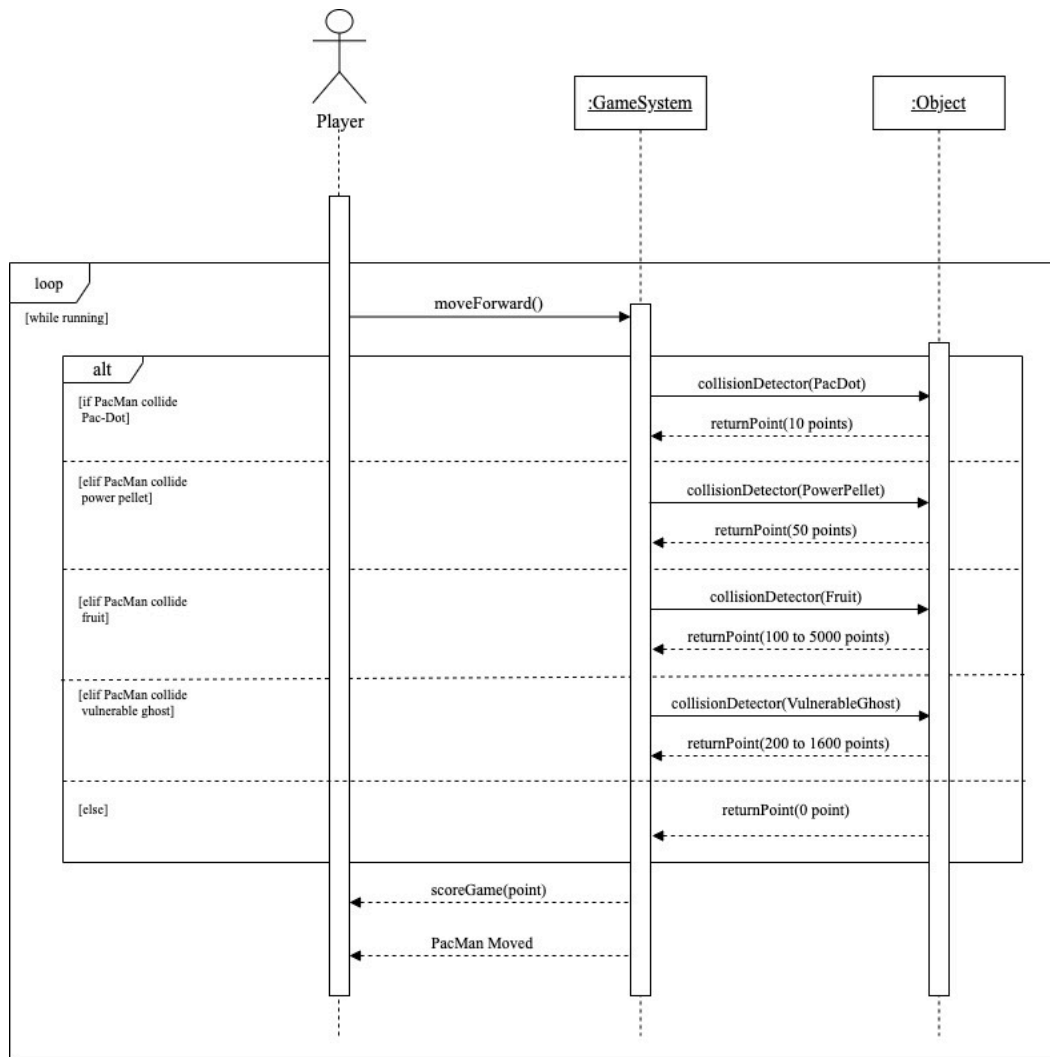 Player
:GameSystem
:Object
loop
[while running]
moveForward()
alt
[if PacMan collide
Pac-Dot]
collisionDetector(PacDot)
returnPoint(10 points)
[elif PacMan collide
power pellet]
collisionDetector(PowerPellet)
returnPoint(50 points)
[elif PacMan collide
fruit]
collisionDetector(Fruit)
returnPoint(100 to 5000 points)
[elif PacMan collide
vulnerable ghost]
collisionDetector(VulnerableGhost)
returnPoint(200 to 1600 points)
[else]
returnPoint(0 point)
scoreGame(point)
PacMan Moved